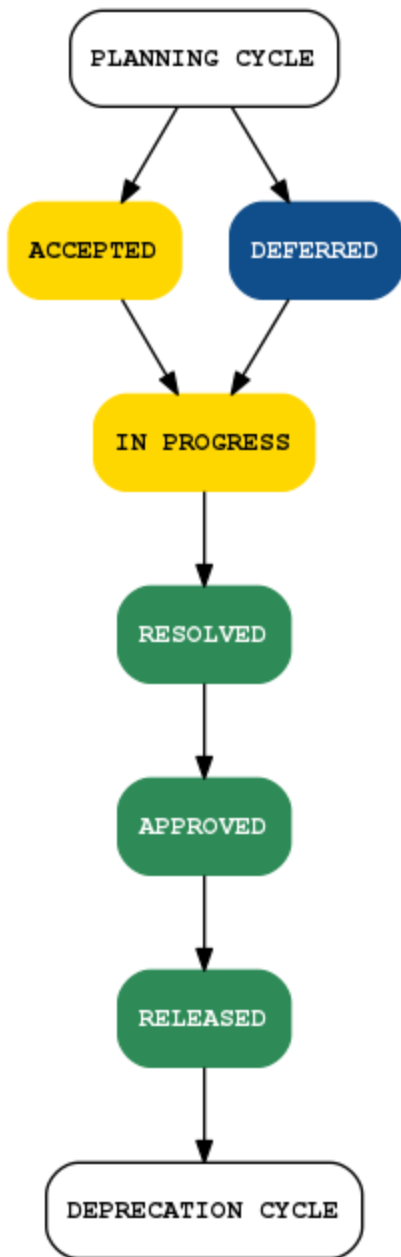 PLANNING CYCLE
ACCEPTED
DEFERRED
IN PROGRESS
RESOLVED
APPROVED
RELEASED
DEPRECATION CYCLE